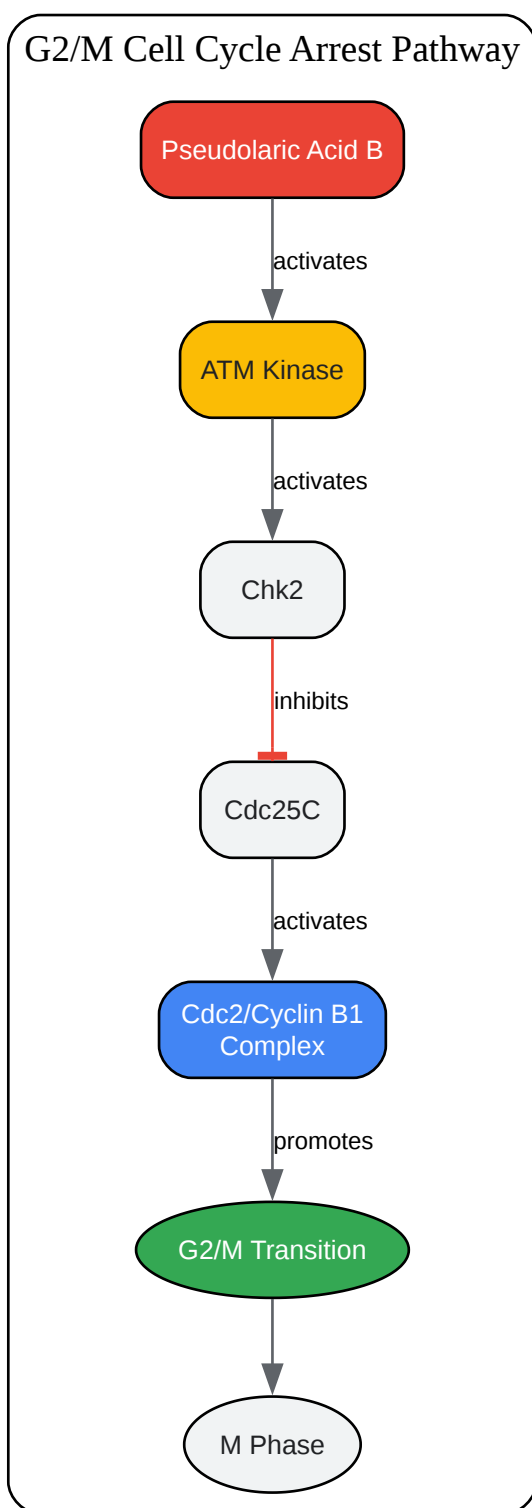 G2/M Cell Cycle Arrest Pathway
Pseudolaric Acid B
activates
ATM Kinase
activates
Chk2
inhibits
Cdc25C
activates
Cdc2/Cyclin B1
Complex
promotes
G2/M Transition
M Phase